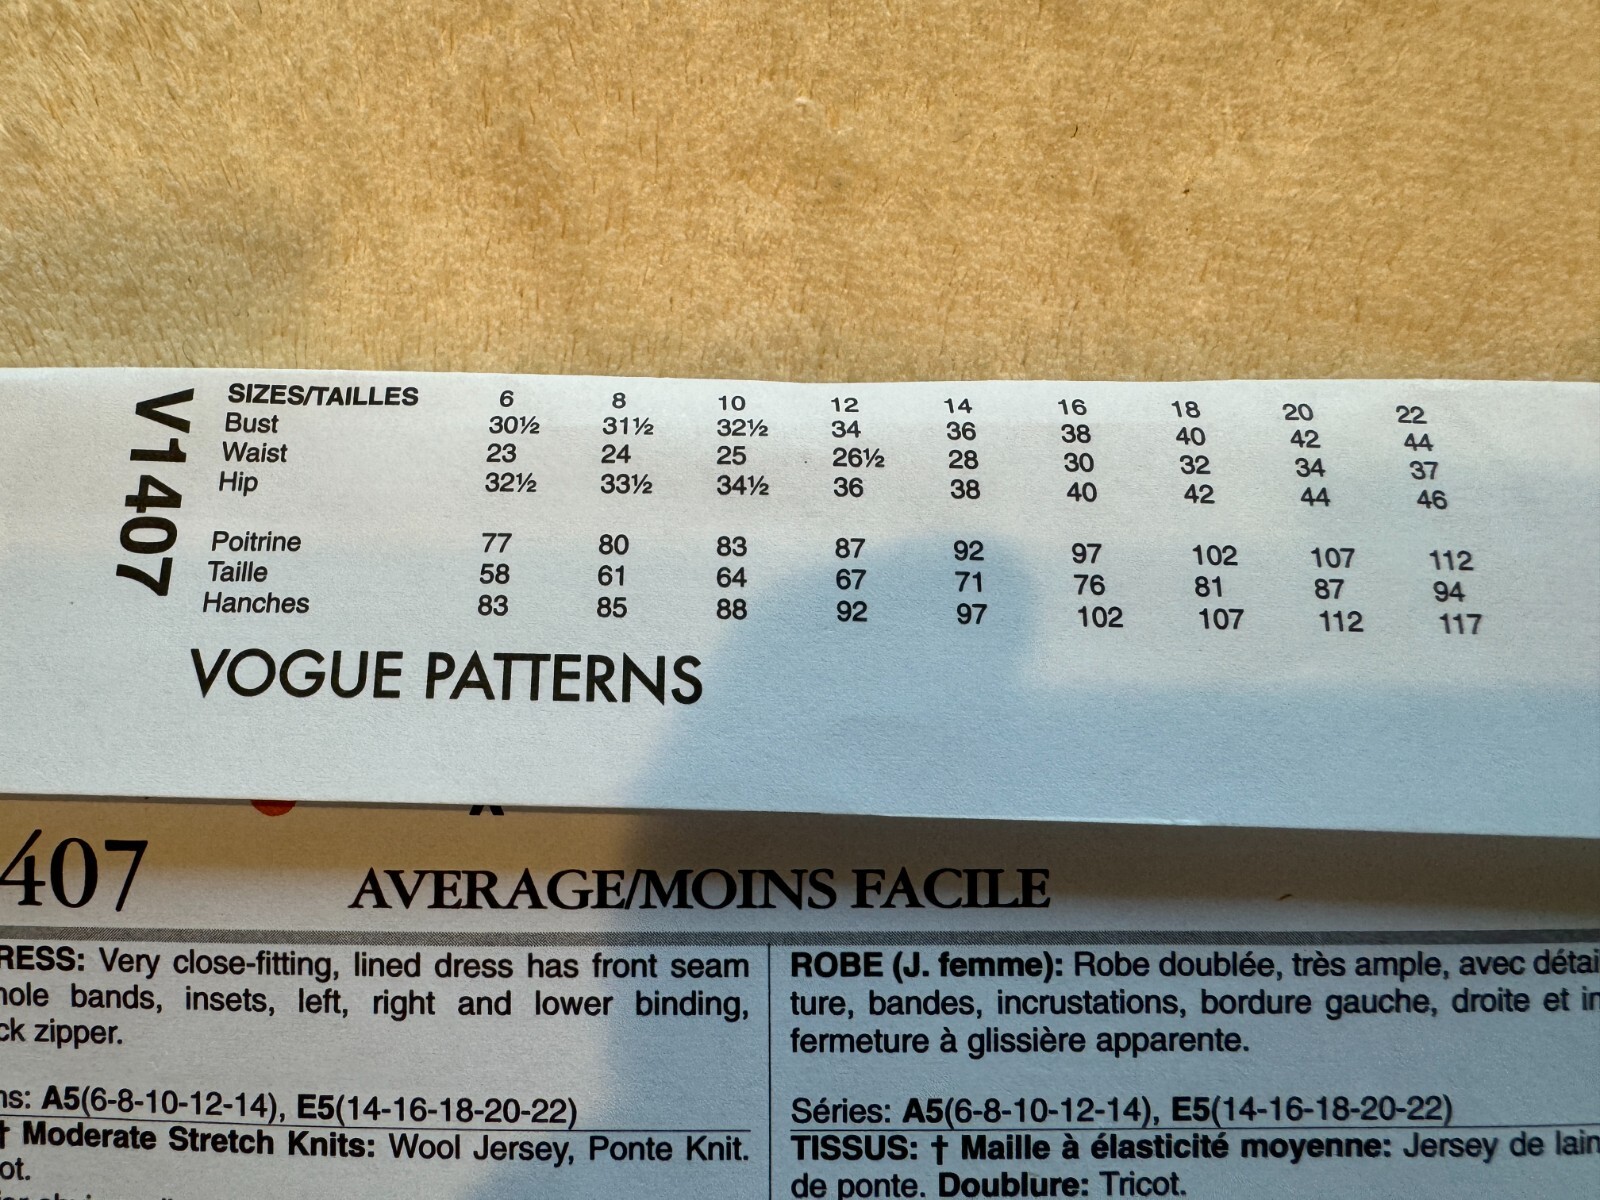 V1407
SIZES/TAILLES 6 8 10 12 14 16 18 20 22
Bust 30½ 31½ 32½ 34 36 38 40 42 44
Waist 23 24 25 26½ 28 30 32 34 37
Hip 32½ 33½ 34½ 36 38 40 42 44 46
Poitrine 77 80 83 87 92 97 102 107 112
Taille 58 61 64 67 71 76 81 87 94
Hanches 83 85 88 92 97 102 107 112 117
VOGUE PATTERNS
407 AVERAGE/MOINS FACILE
RESS: Very close-fitting, lined dress has front seam
hole bands, insets, left, right and lower binding,
ck zipper.
ns: A5(6-8-10-12-14), E5(14-16-18-20-22)
† Moderate Stretch Knits: Wool Jersey, Ponte Knit.
ot.
ROBE (J. femme): Robe doublée, très ample, avec détai
ture, bandes, incrustations, bordure gauche, droite et in
fermeture à glissière apparente.
Séries: A5(6-8-10-12-14), E5(14-16-18-20-22)
TISSUS: † Maille à élasticité moyenne: Jersey de lain
de ponte. Doublure: Tricot.